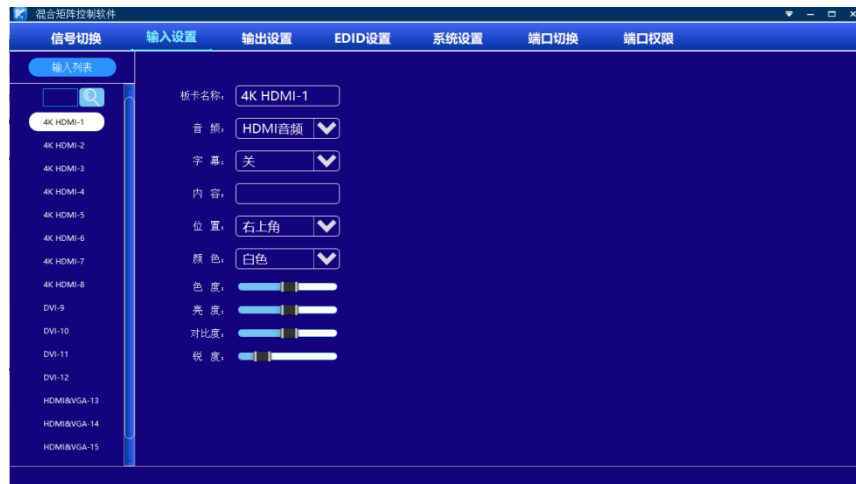 混合矩阵控制软件
信号切换 输入设置 输出设置 EDID设置 系统设置 端口切换 端口权限
输入列表
4K HDMI-1
4K HDMI-2
4K HDMI-3
4K HDMI-4
4K HDMI-5
4K HDMI-6
4K HDMI-7
4K HDMI-8
DVI-9
DVI-10
DVI-11
DVI-12
HDMI&VGA-13
HDMI&VGA-14
HDMI&VGA-15
板卡名称: 4K HDMI-1
音 频: HDMI音频
字 幕: 关
内 容:
位 置: 右上角
颜 色: 白色
色 度:
亮 度:
对比度:
锐 度: